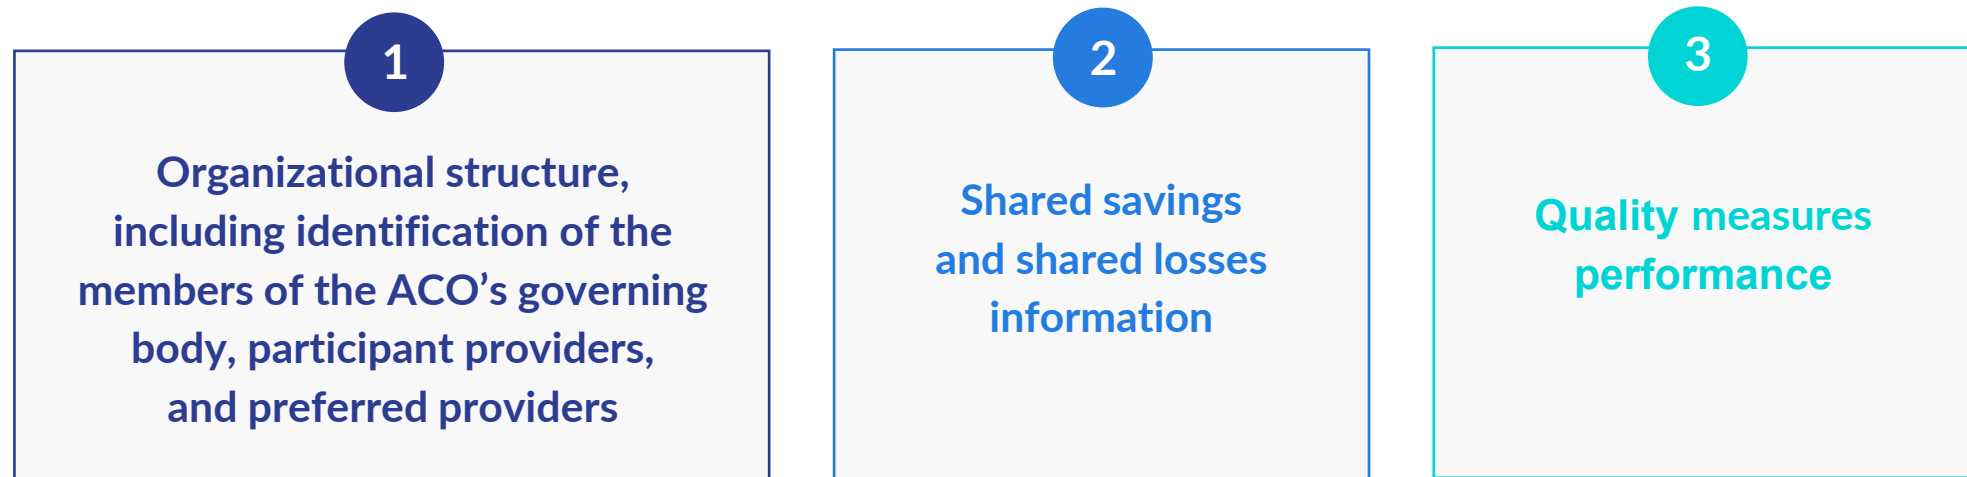 1
Organizational structure,
including identification of the
members of the ACO’s governing
body, participant providers,
and preferred providers
2
Shared savings
and shared losses
information
3
Quality measures
performance